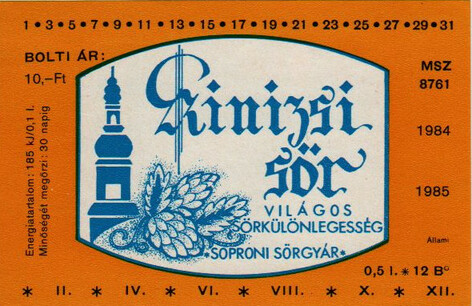 1 • 3 • 5 • 7 • 9 • 11 • 13 • 15 • 17 • 19 • 21 • 23 • 25 • 27 • 29 • 31
BOLTI ÁR:
10,–Ft
Energiatartalom: 185 kJ/0,1 l.
Minőségét megőrzi: 30 napig
Kinizsi
sör
VILÁGOS
SÖRKÜLÖNLEGESSÉG
*SOPRONI SÖRGYÁR*
MSZ
8761
1984
1985
Állami
0,5 l. * 12 B°
* II. * IV. * VI. * VIII. * X. * XII.